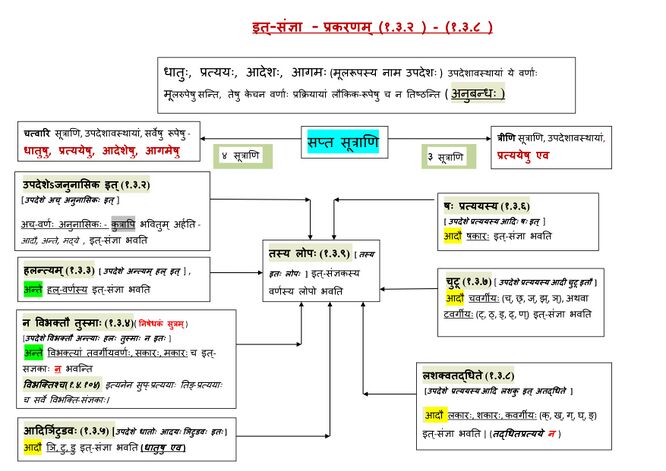 इत्-संज्ञा - प्रकरणम् (१.३.२ ) - (१.३.८ )
धातुः, प्रत्ययः, आदेशः, आगमः (मूलरूपस्य नाम उपदेशः) उपदेशावस्थायां ये वर्णाः
मूलरुपेषु सन्ति, तेषु केचन वर्णाः प्रक्रियायां लौकिक-रूपेषु च न तिष्ठन्ति ( अनुबन्धः )
चत्वारि सूत्राणि, उपदेशावस्थायां, सर्वेषु रूपेषु -
धातुषु, प्रत्ययेषु, आदेशेषु, आगमेषु
सप्त सूत्राणि
त्रीणि सूत्राणि, उपदेशावस्थायां,
प्रत्ययेषु एव
४ सूत्राणि
३ सूत्राणि
उपदेशेऽजनुनासिक इत् (१.३.२)
[उपदेशे अच् अनुनासिकः इत् ]
अच्-वर्णः अनुनासिकः - कुत्रापि भवितुम् अर्हति -
आदौ, अन्ते, मद्ये , इत्-संज्ञा भवति
हलन्त्यम् (१.३.३) [ उपदेशे अन्त्यम् हल् इत् ] ,
अन्ते हल्-वर्णस्य इत्-संज्ञा भवति
न विभक्तौ तुस्माः (१.३.४)( निषेधकं सूत्रम् )
[उपदेशे विभक्तौ अन्त्याः हलः तुस्माः न इतः ]
अन्ते विभक्त्यां तवर्गीयवर्णः, सकारः, मकारः च इत्-
संज्ञकाः न भवन्ति
विभक्तिश्च(१.४.१०४) इत्यनेन सुप्-प्रत्ययाः तिङ्-प्रत्ययाः
च सर्वे विभक्ति-संज्ञकाः।
आदिर्ञिटुडवः (१.३.५) [उपदेशे धातोः आदयः ञिटुडवः इतः]
आदौ ञि, टु, डु इत्-संज्ञा भवति (धातुषु एव)
तस्य लोपः (१.३.९) [ तस्य
इतः लोपः ] इत्-संज्ञकस्य
वर्णस्य लोपो भवति
षः प्रत्ययस्य (१.३.६)
[ उपदेशे प्रत्ययस्य आदिः षः इत् ]
आदौ षकारः इत्-संज्ञा भवति
चुटू (१.३.७) [ उपदेशे प्रत्ययस्य आदी चुटू इतौ ]
आदौ चवर्गीयः (च्, छ्, ज्, झ्, ञ्), अथवा
टवर्गीयः (ट्, ठ्, ड्, ढ्, ण्) इत्-संज्ञा भवति
लशक्वतद्धिते (१.३.८)
[ उपदेशे प्रत्ययस्य आदि लशकु इत् अतद्धिते ]
आदौ लकारः, शकारः, कवर्गीयः (क्, ख्, ग्, घ्, ङ्)
इत्-संज्ञा भवति | (तद्धितप्रत्यये न )